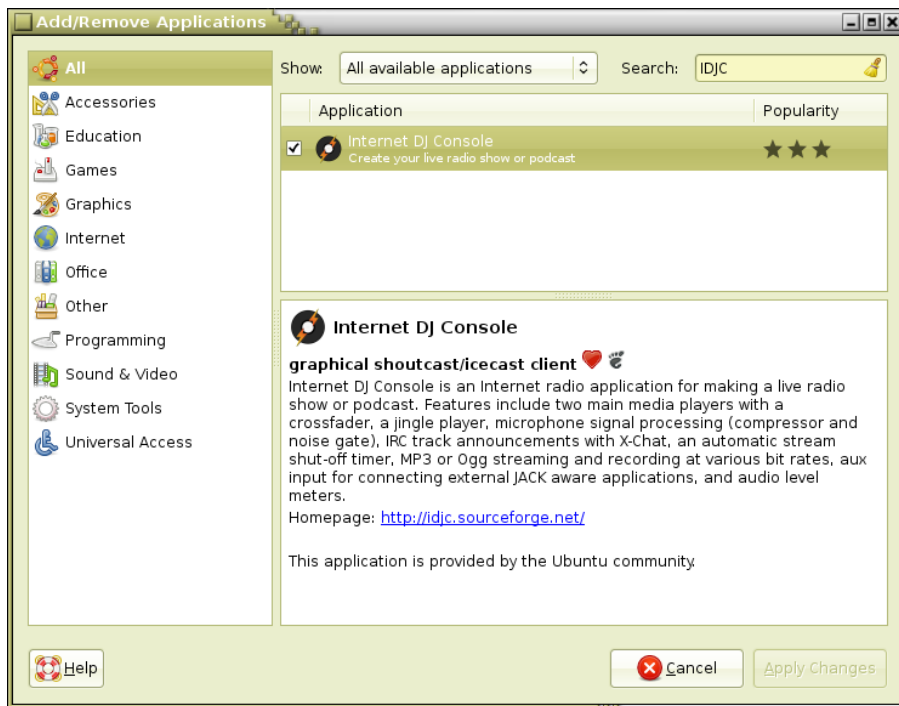 Add/Remove Applications
All
Accessories
Education
Games
Graphics
Internet
Office
Other
Programming
Sound & Video
System Tools
Universal Access
Show: All available applications Search: IDJC
Application Popularity
Internet DJ Console
Create your live radio show or podcast
Internet DJ Console
graphical shoutcast/icecast client
Internet DJ Console is an Internet radio application for making a live radio
show or podcast. Features include two main media players with a
crossfader, a jingle player, microphone signal processing (compressor and
noise gate), IRC track announcements with X-Chat, an automatic stream
shut-off timer, MP3 or Ogg streaming and recording at various bit rates, aux
input for connecting external JACK aware applications, and audio level
meters.
Homepage: http://idjc.sourceforge.net/
This application is provided by the Ubuntu community.
Help Cancel Apply Changes